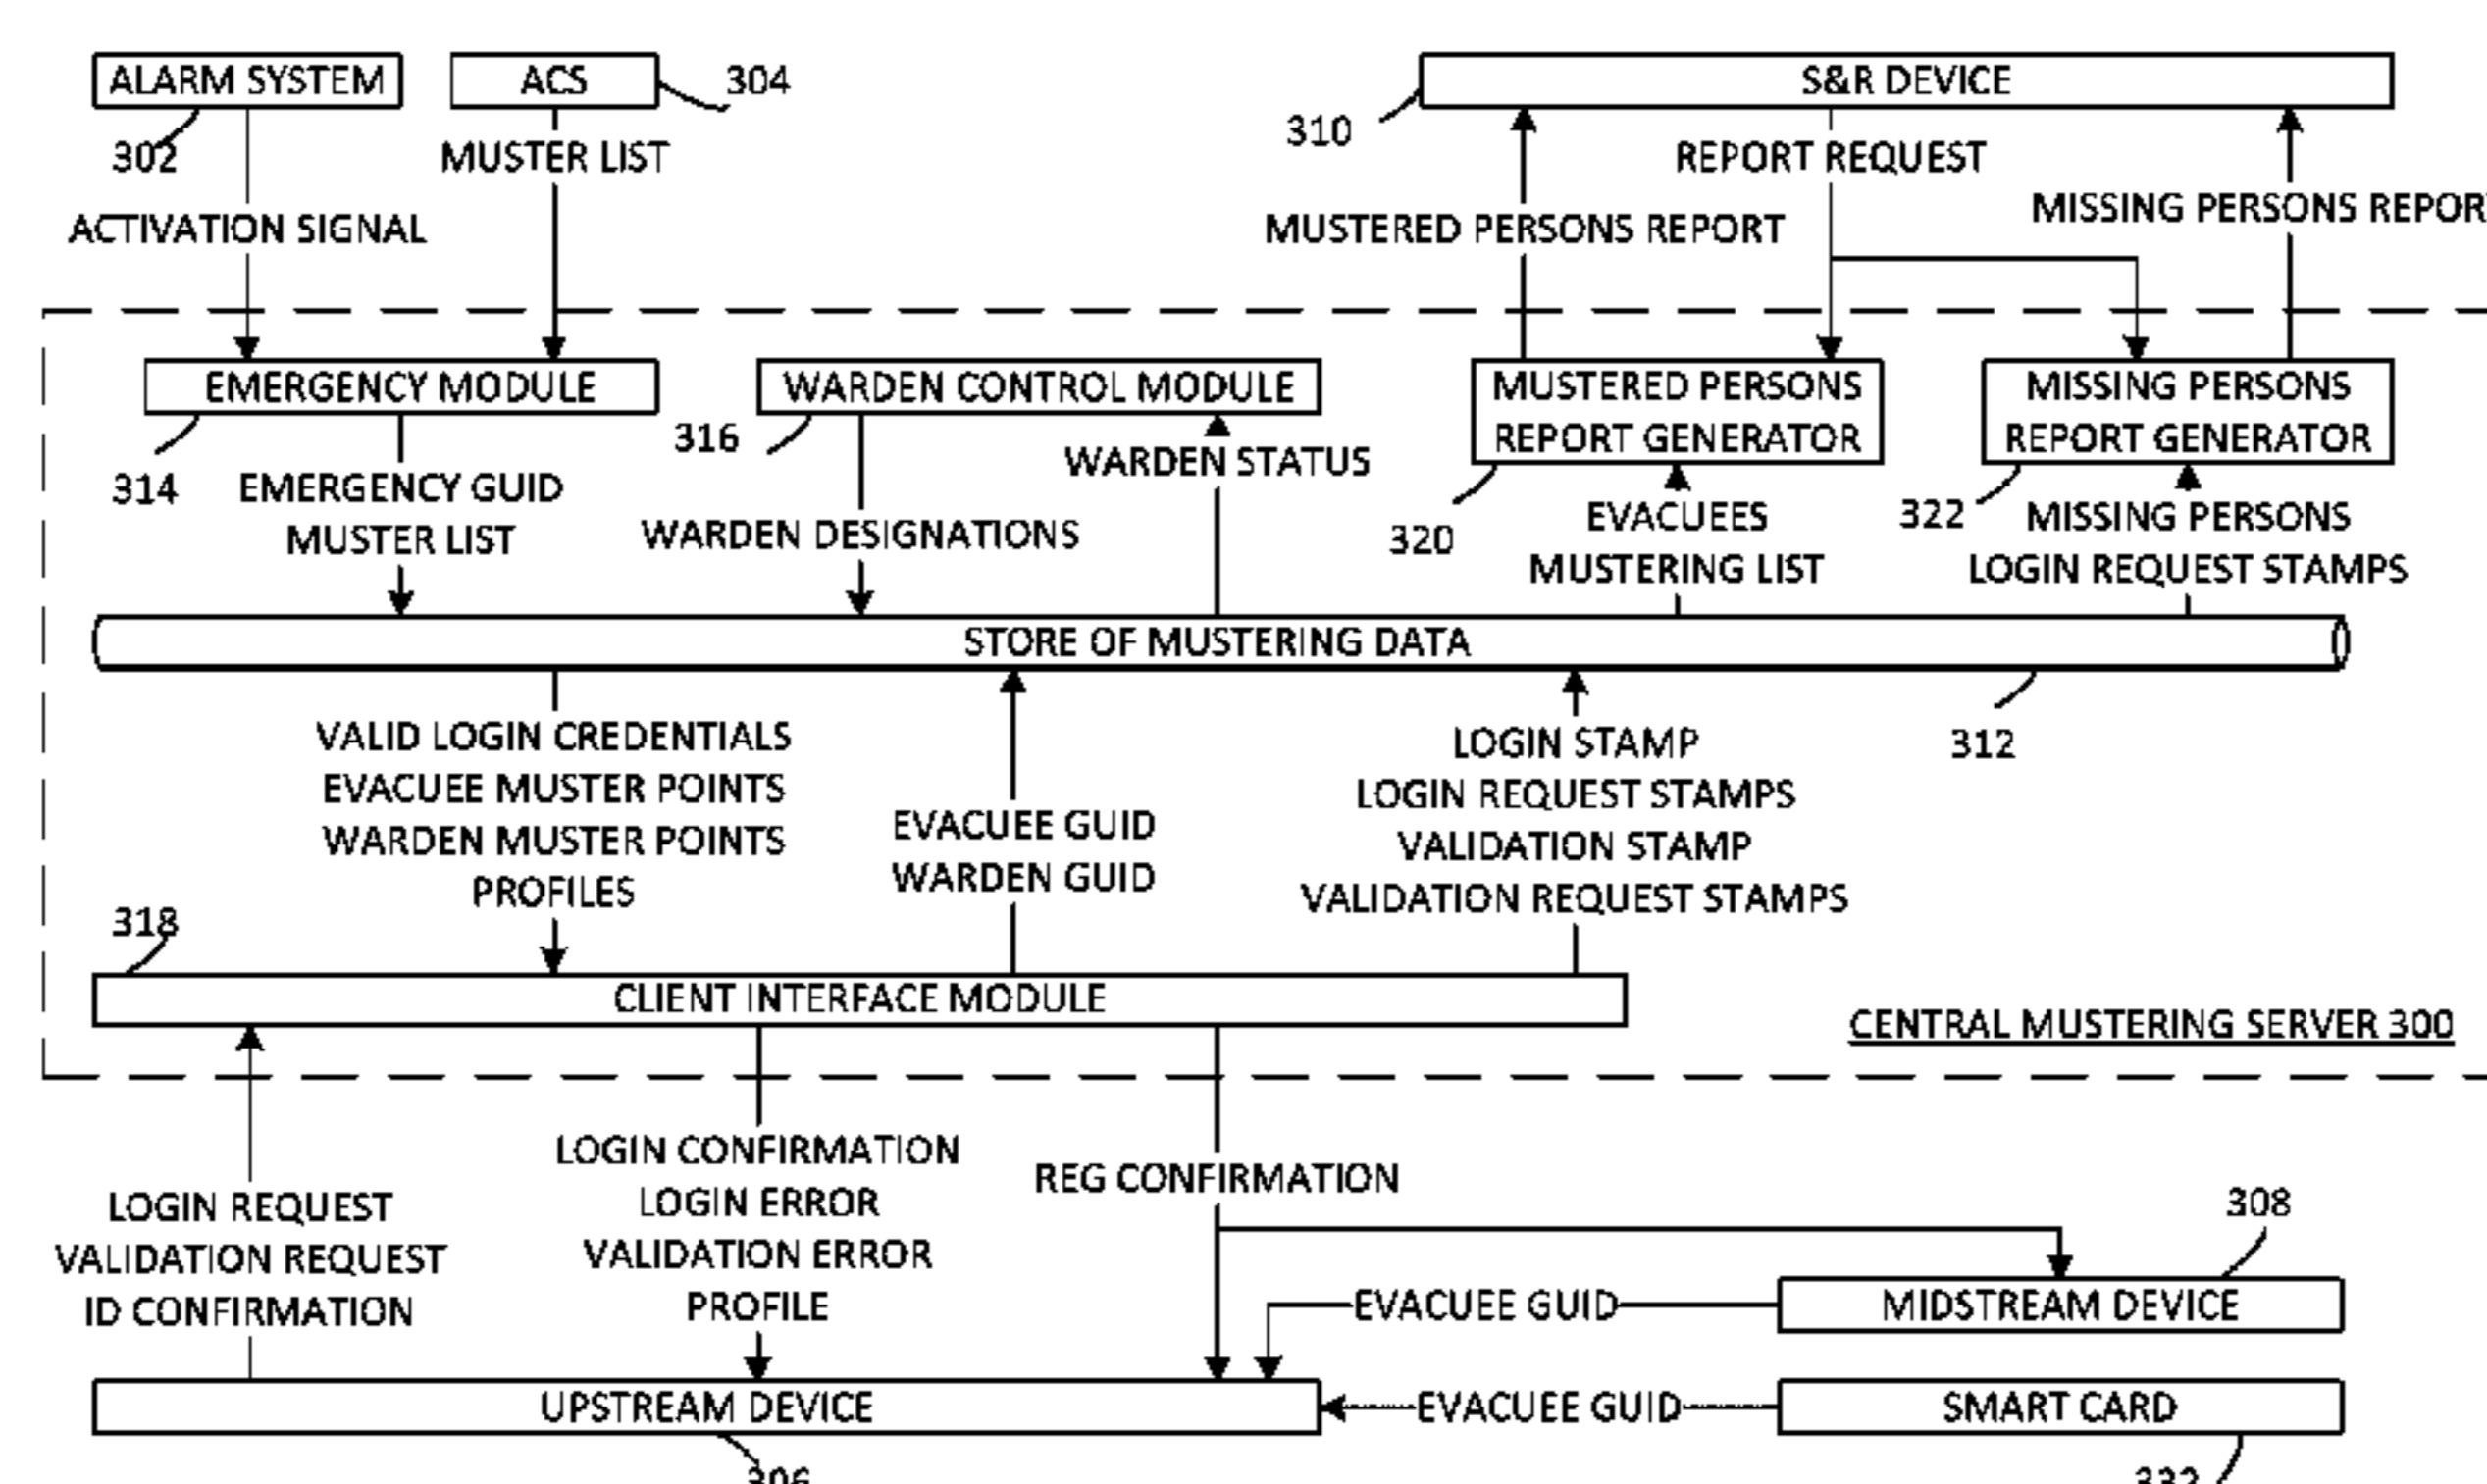 ALARM SYSTEM
ACS
304
S&R DEVICE
302
MUSTER LIST
310
REPORT REQUEST
ACTIVATION SIGNAL
MUSTERED PERSONS REPORT
MISSING PERSONS REPOR
EMERGENCY MODULE
WARDEN CONTROL MODULE
MUSTERED PERSONS
REPORT GENERATOR
MISSING PERSONS
REPORT GENERATOR
314
316
WARDEN STATUS
320
322
EMERGENCY GUID
MUSTER LIST
WARDEN DESIGNATIONS
EVACUEES
MUSTERING LIST
MISSING PERSONS
LOGIN REQUEST STAMPS
STORE OF MUSTERING DATA
312
VALID LOGIN CREDENTIALS
EVACUEE MUSTER POINTS
WARDEN MUSTER POINTS
PROFILES
EVACUEE GUID
WARDEN GUID
LOGIN STAMP
LOGIN REQUEST STAMPS
VALIDATION STAMP
VALIDATION REQUEST STAMPS
318
CLIENT INTERFACE MODULE
CENTRAL MUSTERING SERVER 300
LOGIN REQUEST
VALIDATION REQUEST
ID CONFIRMATION
LOGIN CONFIRMATION
LOGIN ERROR
VALIDATION ERROR
PROFILE
REG CONFIRMATION
308
EVACUEE GUID
MIDSTREAM DEVICE
UPSTREAM DEVICE
EVACUEE GUID
SMART CARD
306
332